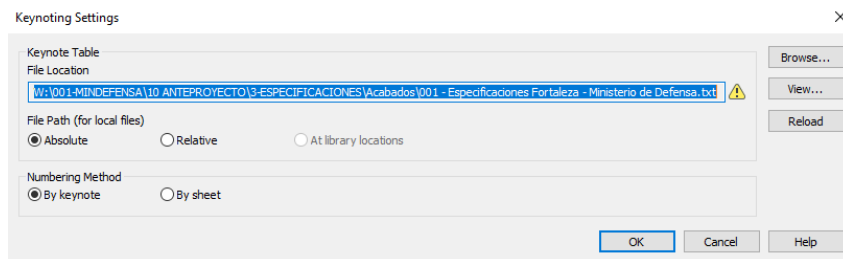 Keynoting Settings
Keynote Table
File Location
W:\001-MINDEFENSA\10 ANTEPROYECTO\3-ESPECIFICACIONES\Acabados\001 - Especificaciones Fortaleza - Ministerio de Defensa.txt
Browse...
View...
File Path (for local files)
Reload
Absolute Relative At library locations
Numbering Method
By keynote By sheet
OK Cancel Help